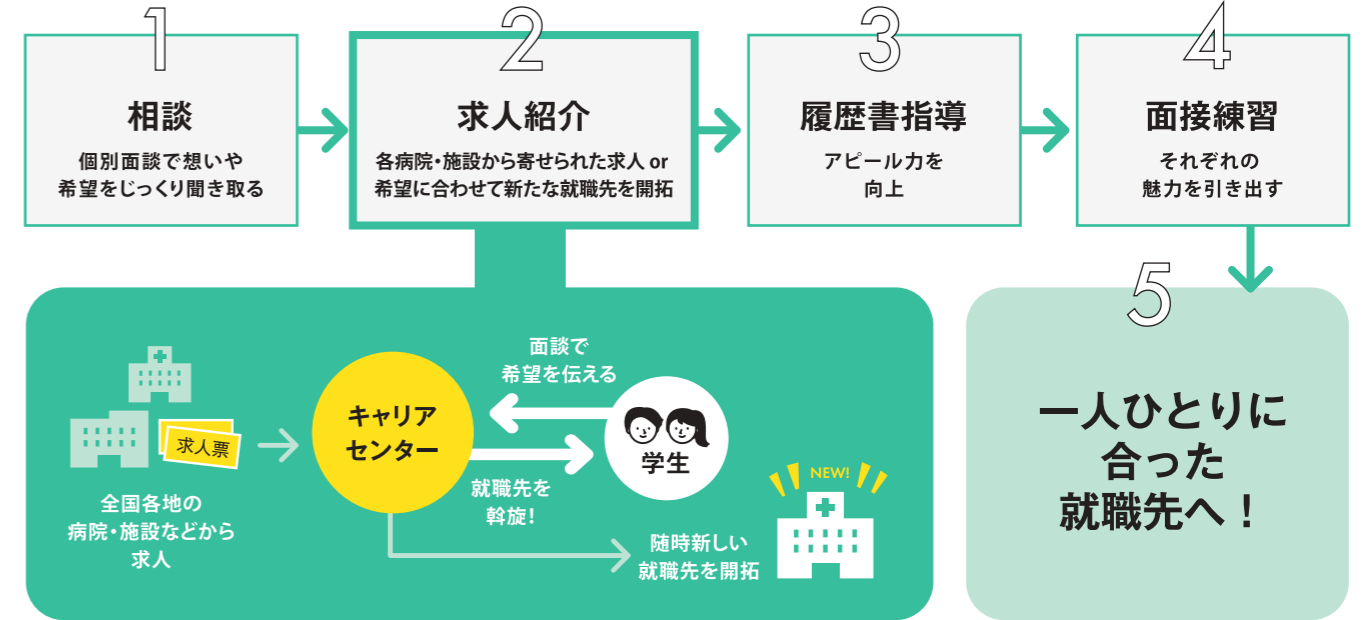 1
相談
個別面談で想いや
希望をじっくり聞き取る
2
求人紹介
各病院・施設から寄せられた求人 or
希望に合わせて新たな就職先を開拓
3
履歴書指導
アピール力を
向上
4
面接練習
それぞれの
魅力を引き出す
求人票
全国各地の
病院・施設などから
求人
キャリア
センター
面談で
希望を伝える
学生
就職先を
斡旋！
随時新しい
就職先を開拓
NEW!
5
一人ひとりに
合った
就職先へ！